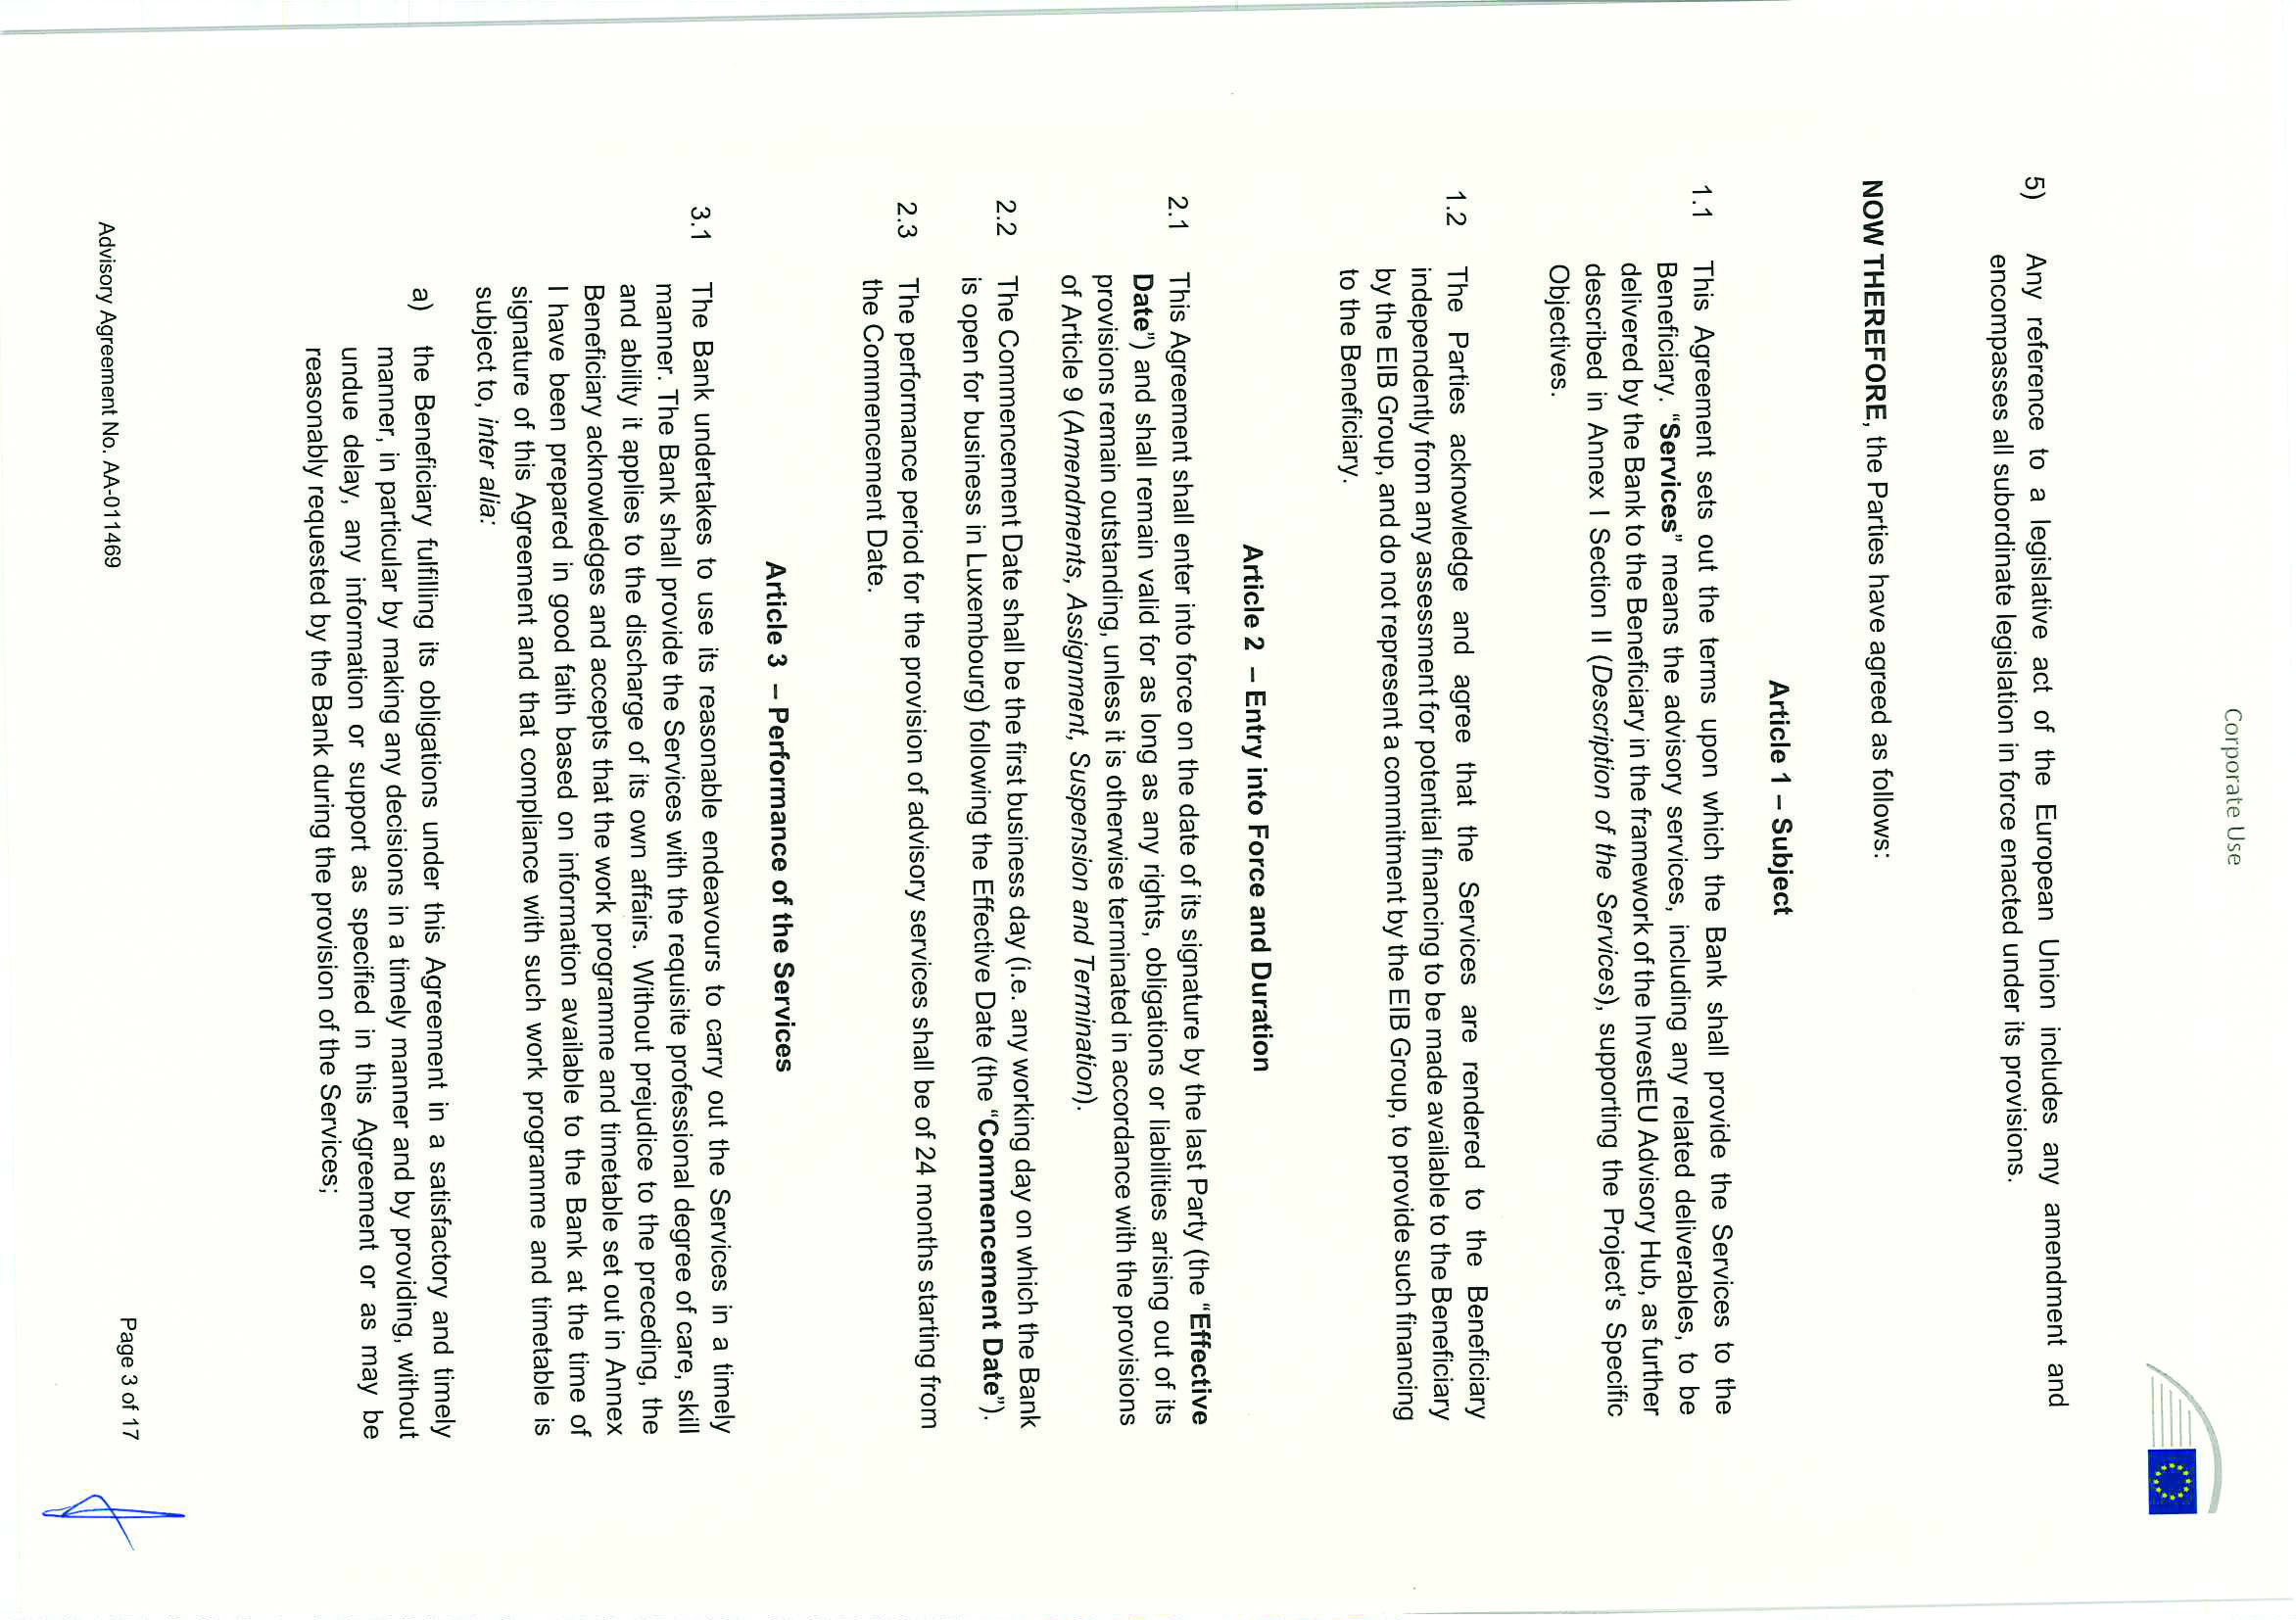 Corporate Use
5) Any reference to a legislative act of the European Union includes any amendment and
encompasses all subordinate legislation in force enacted under its provisions.
NOW THEREFORE, the Parties have agreed as follows:
Article 1 – Subject
1.1 This Agreement sets out the terms upon which the Bank shall provide the Services to the
Beneficiary. “Services” means the advisory services, including any related deliverables, to be
delivered by the Bank to the Beneficiary in the framework of the InvestEU Advisory Hub, as further
described in Annex I Section II (Description of the Services), supporting the Project’s Specific
Objectives.
1.2 The Parties acknowledge and agree that the Services are rendered to the Beneficiary
independently from any assessment for potential financing to be made available to the Beneficiary
by the EIB Group, and do not represent a commitment by the EIB Group, to provide such financing
to the Beneficiary.
Article 2 – Entry into Force and Duration
2.1 This Agreement shall enter into force on the date of its signature by the last Party (the “Effective
Date”) and shall remain valid for as long as any rights, obligations or liabilities arising out of its
provisions remain outstanding, unless it is otherwise terminated in accordance with the provisions
of Article 9 (Amendments, Assignment, Suspension and Termination).
2.2 The Commencement Date shall be the first business day (i.e. any working day on which the Bank
is open for business in Luxembourg) following the Effective Date (the “Commencement Date”).
2.3 The performance period for the provision of advisory services shall be of 24 months starting from
the Commencement Date.
Article 3 – Performance of the Services
3.1 The Bank undertakes to use its reasonable endeavours to carry out the Services in a timely
manner. The Bank shall provide the Services with the requisite professional degree of care, skill
and ability it applies to the discharge of its own affairs. Without prejudice to the preceding, the
Beneficiary acknowledges and accepts that the work programme and timetable set out in Annex
I have been prepared in good faith based on information available to the Bank at the time of
signature of this Agreement and that compliance with such work programme and timetable is
subject to, inter alia:
a) the Beneficiary fulfilling its obligations under this Agreement in a satisfactory and timely
manner, in particular by making any decisions in a timely manner and by providing, without
undue delay, any information or support as specified in this Agreement or as may be
reasonably requested by the Bank during the provision of the Services;
Advisory Agreement No. AA-011469
Page 3 of 17